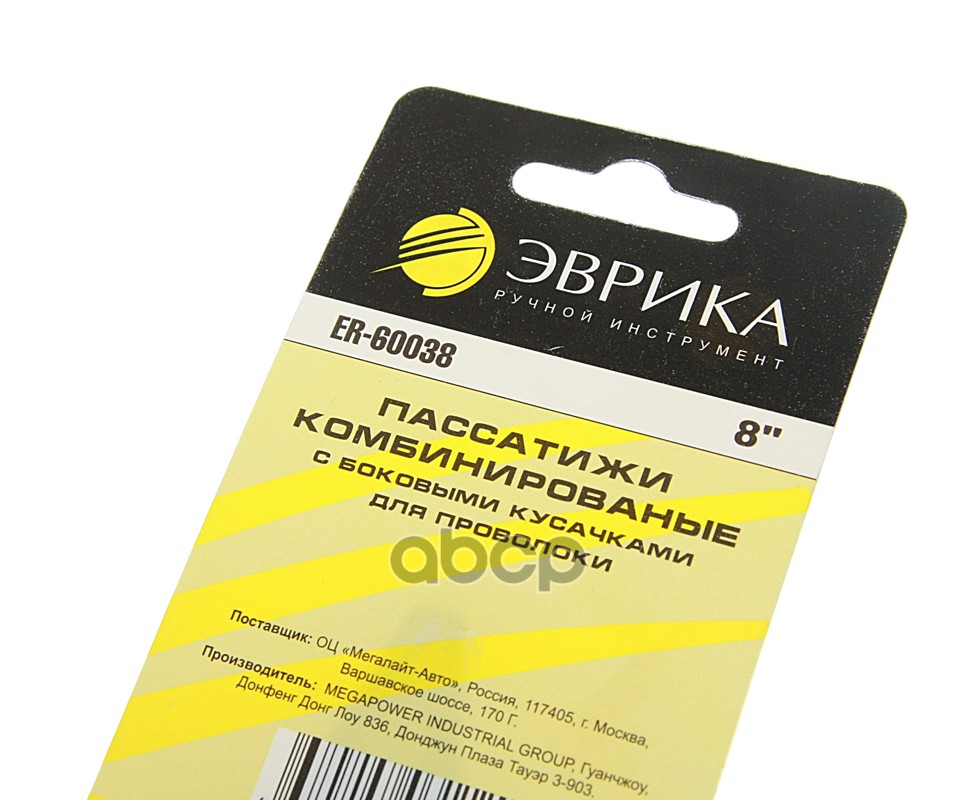 ЭВРИКА
РУЧНОЙ ИНСТРУМЕНТ
ER-60038
8"
ПАССАТИЖИ
КОМБИНИРОВАНЫЕ
С БОКОВЫМИ КУСАЧКАМИ
ДЛЯ ПРОВОЛОКИ
abcp
Поставщик: ОЦ «Мегалайт-Авто», Россия, 117405, г. Москва,
Варшавское шоссе, 170 Г.
Производитель: MEGAPOWER INDUSTRIAL GROUP, Гуанчжоу,
Донфенг Донг Лоу 836, Донджун Плаза Тауэр 3-903.